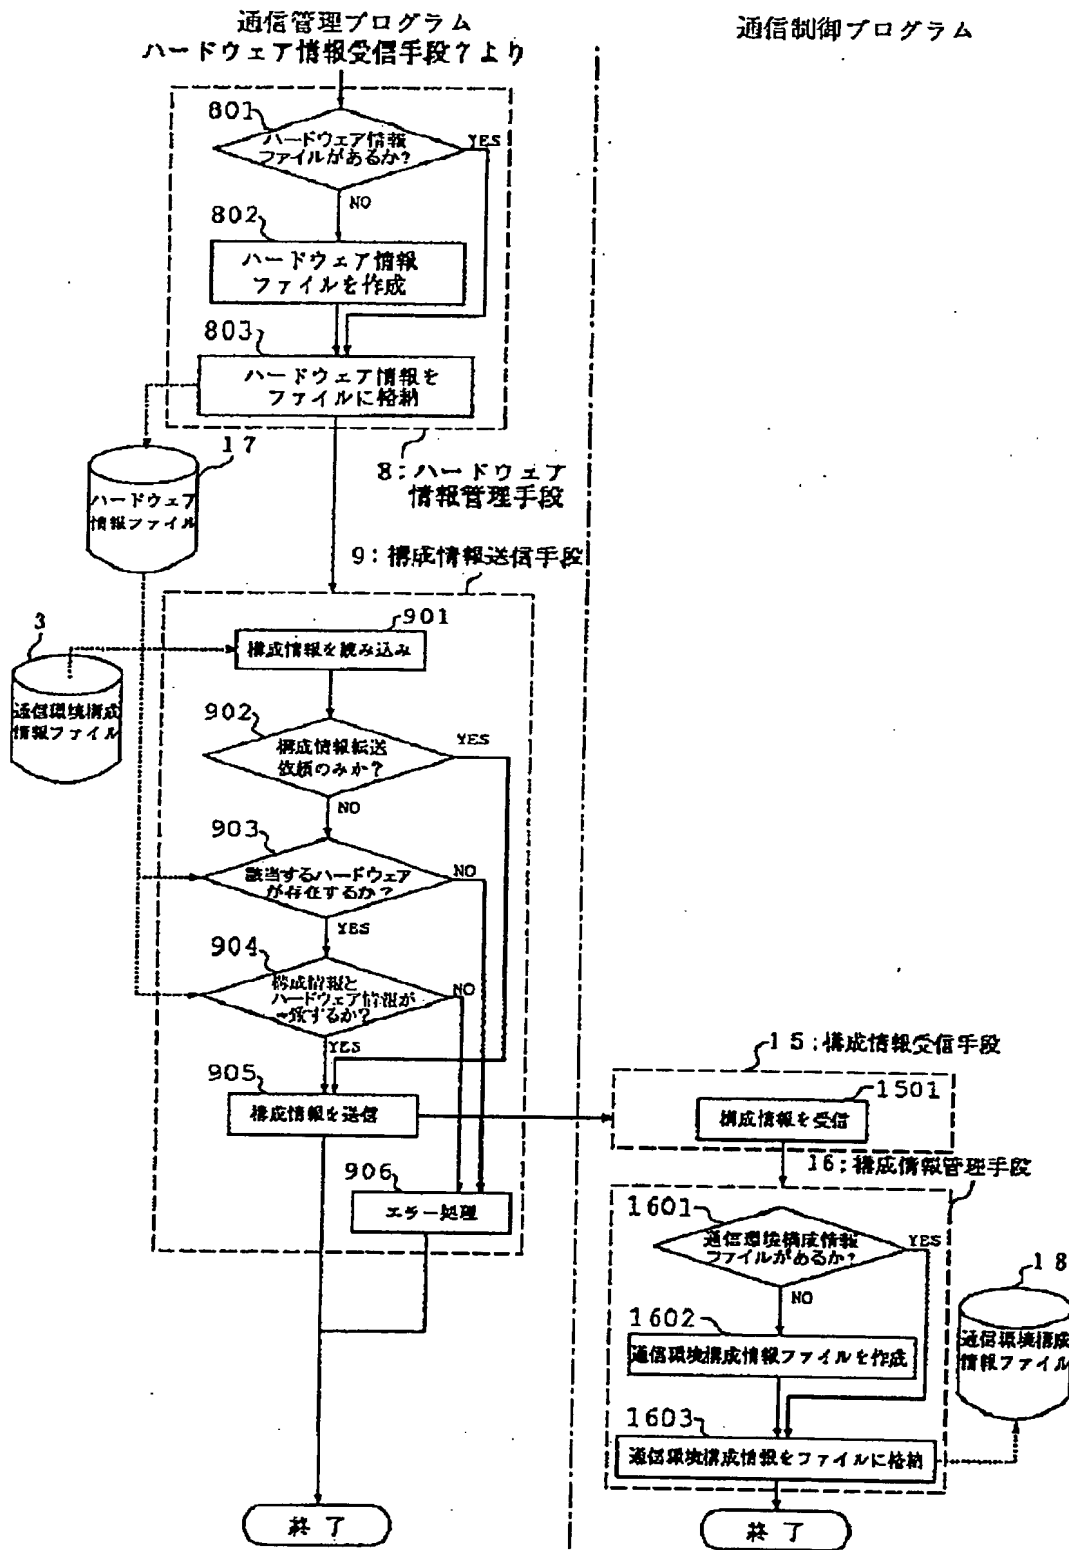 通信管理プログラム
ハードウェア情報受信手段7より
通信制御プログラム
801
ハードウェア情報
ファイルがあるか?
YES
NO
802
ハードウェア情報
ファイルを作成
803
ハードウェア情報を
ファイルに格納
17
ハードウェア
情報ファイル
8:ハードウェア
情報管理手段
9:構成情報送信手段
901
構成情報を読み込み
3
通信環境構成
情報ファイル
902
構成情報転送
依頼のみか?
YES
NO
903
該当するハードウェア
が存在するか?
NO
YES
904
構成情報と
ハードウェア情報が
一致するか?
NO
YES
905
構成情報を送信
906
エラー処理
終了
15:構成情報受信手段
1501
構成情報を受信
16:構成情報管理手段
1601
通信環境構成情報
ファイルがあるか?
YES
NO
18
通信環境構成
情報ファイル
1602
通信環境構成情報ファイルを作成
1603
通信環境構成情報をファイルに格納
終了